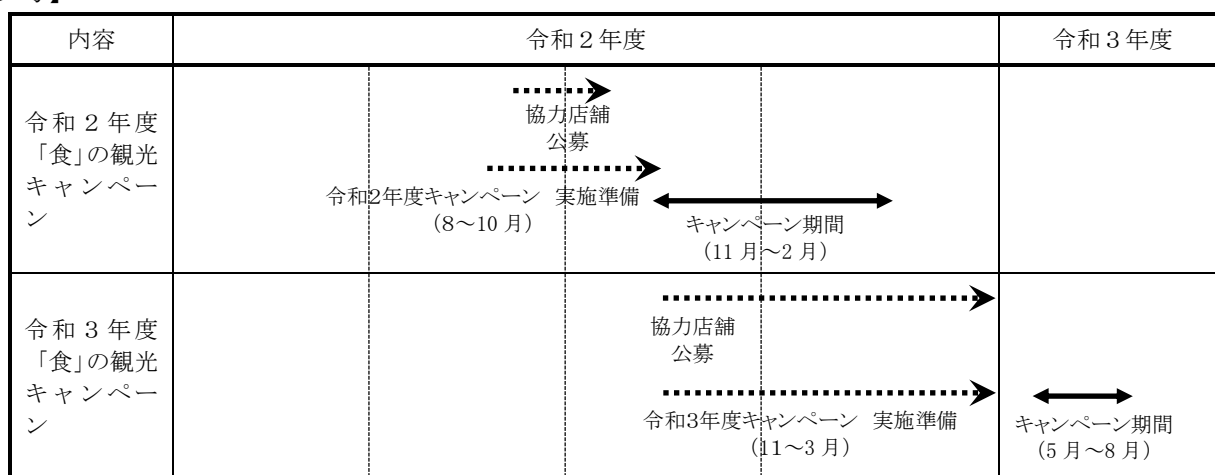 内容
令和２年度
令和３年度
令和２年度
「食」の観光
キャンペー
ン
協力店舗
公募
令和2年度キャンペーン 実施準備
（8～10 月）
キャンペーン期間
（11 月～2 月）
令和３年度
「食」の観光
キャンペー
ン
協力店舗
公募
令和3年度キャンペーン 実施準備
（11～3 月）
キャンペーン期間
（5 月～8 月）